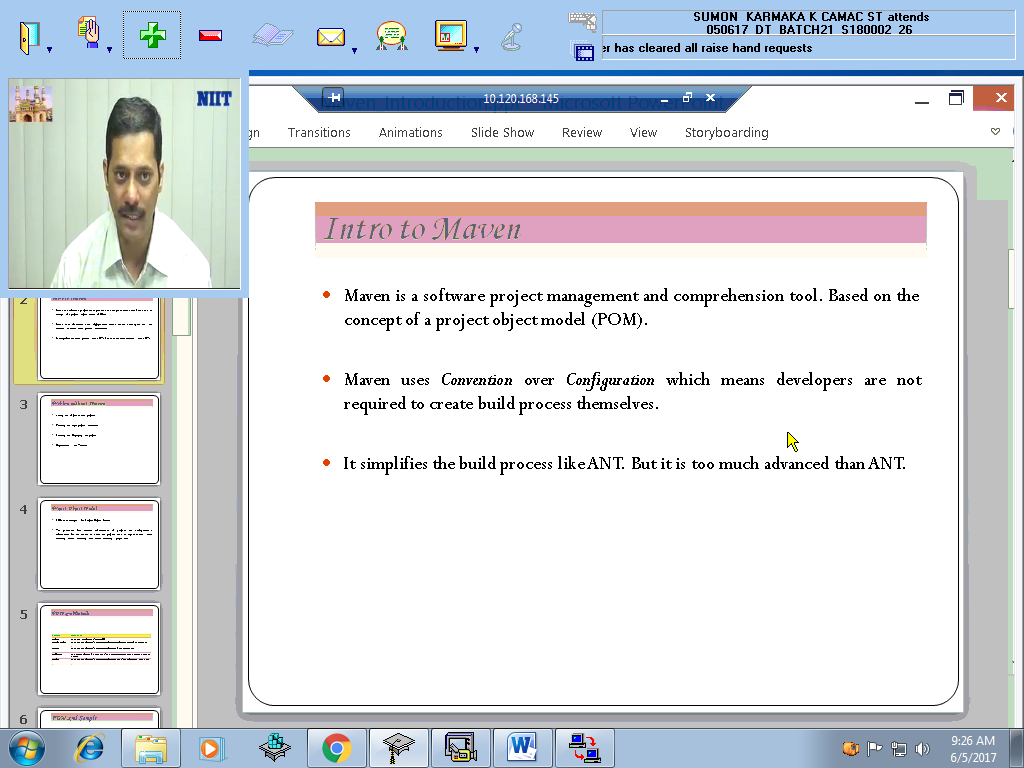 SUMON KARMAKA K CAMAC ST attends
050617 DT BATCH21 S180002 26
er has cleared all raise hand requests
NIIT
10.120.168.145
Transitions Animations Slide Show Review View Storyboarding
Intro to Maven
Maven is a software project management and comprehension tool. Based on the
concept of a project object model (POM).
Maven uses Convention over Configuration which means developers are not
required to create build process themselves.
It simplifies the build process like ANT. But it is too much advanced than ANT.
2
3
4
5
6
9:26 AM
6/5/2017